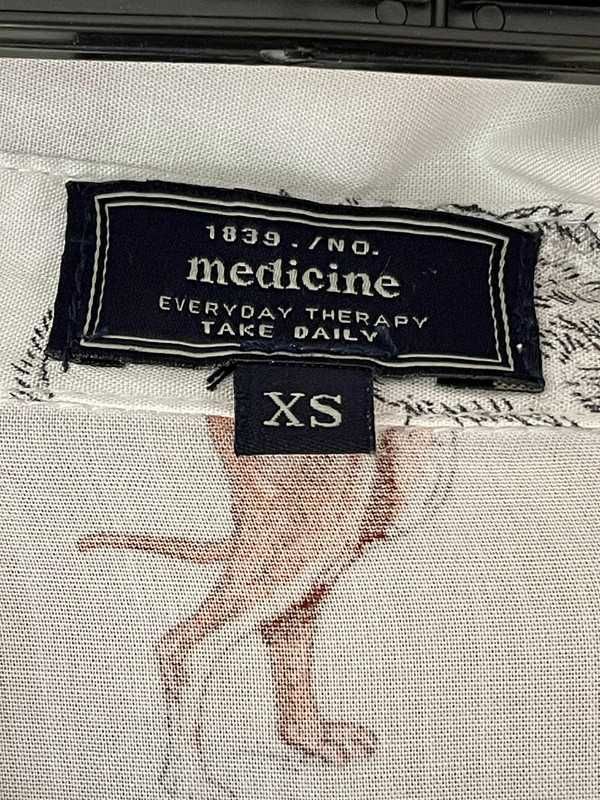 1839./NO.
medicine
EVERYDAY THERAPY
TAKE DAILY
XS